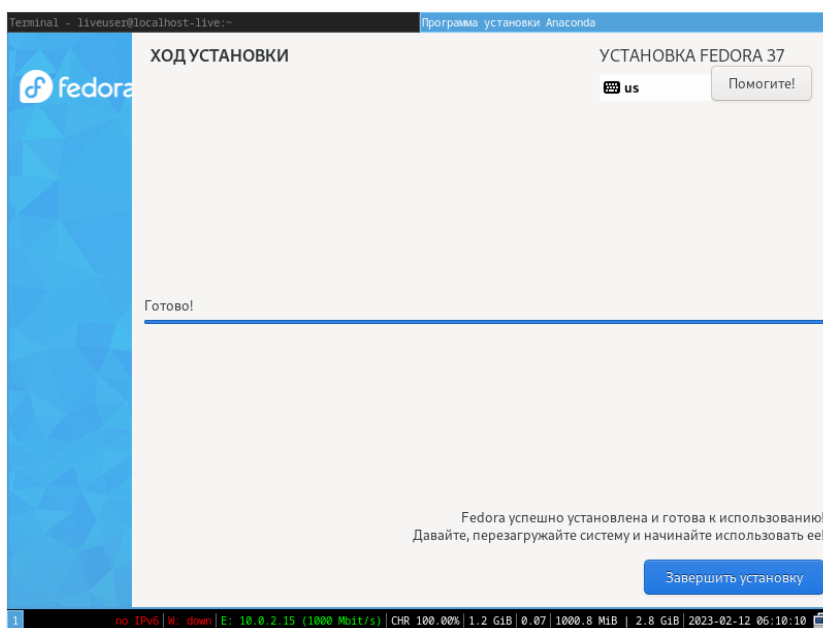 Terminal - liveuser@localhost-live:~
Программа установки Anaconda
fedora
ХОД УСТАНОВКИ
УСТАНОВКА FEDORA 37
us
Помогите!
Готово!
Fedora успешно установлена и готова к использованию!
Давайте, перезагружайте систему и начинайте использовать ее!
Завершить установку
1 no IPv6|W: down|E: 10.0.2.15 (1000 Mbit/s)|CHR 100.00%|1.2 GiB|0.07|1000.8 MiB | 2.8 GiB|2023-02-12 06:10:10